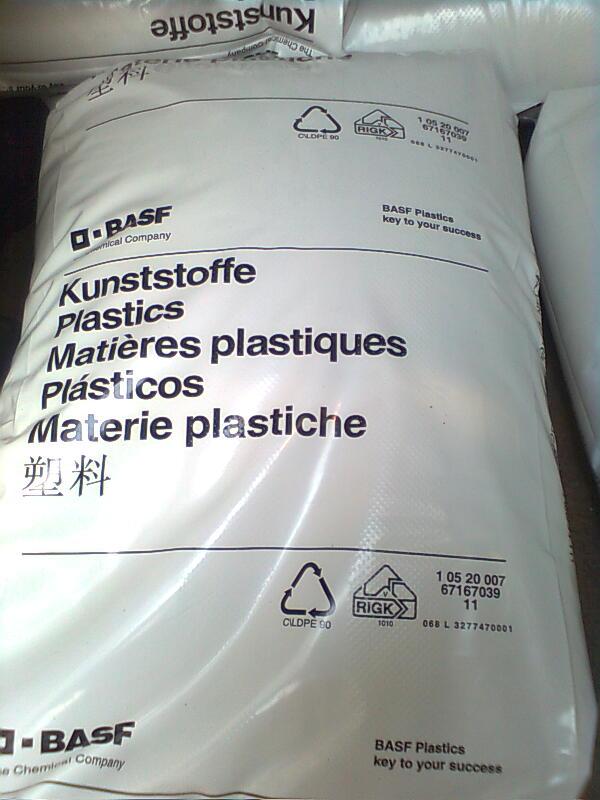 Kunststoffe
The Chemical Company
塑料
C/LDPE 90
RIGK
1010
1 05 20 007
67167039
11
068 L 3277470001
BASF
Chemical Company
BASF Plastics
key to your success
Kunststoffe
Plastics
Matières plastiques
Plásticos
Materie plastiche
塑料
C/LDPE 90
V
RIGK
1010
1 05 20 007
67167039
11
068 L 3277470001
BASF
The Chemical Company
BASF Plastics
key to your success